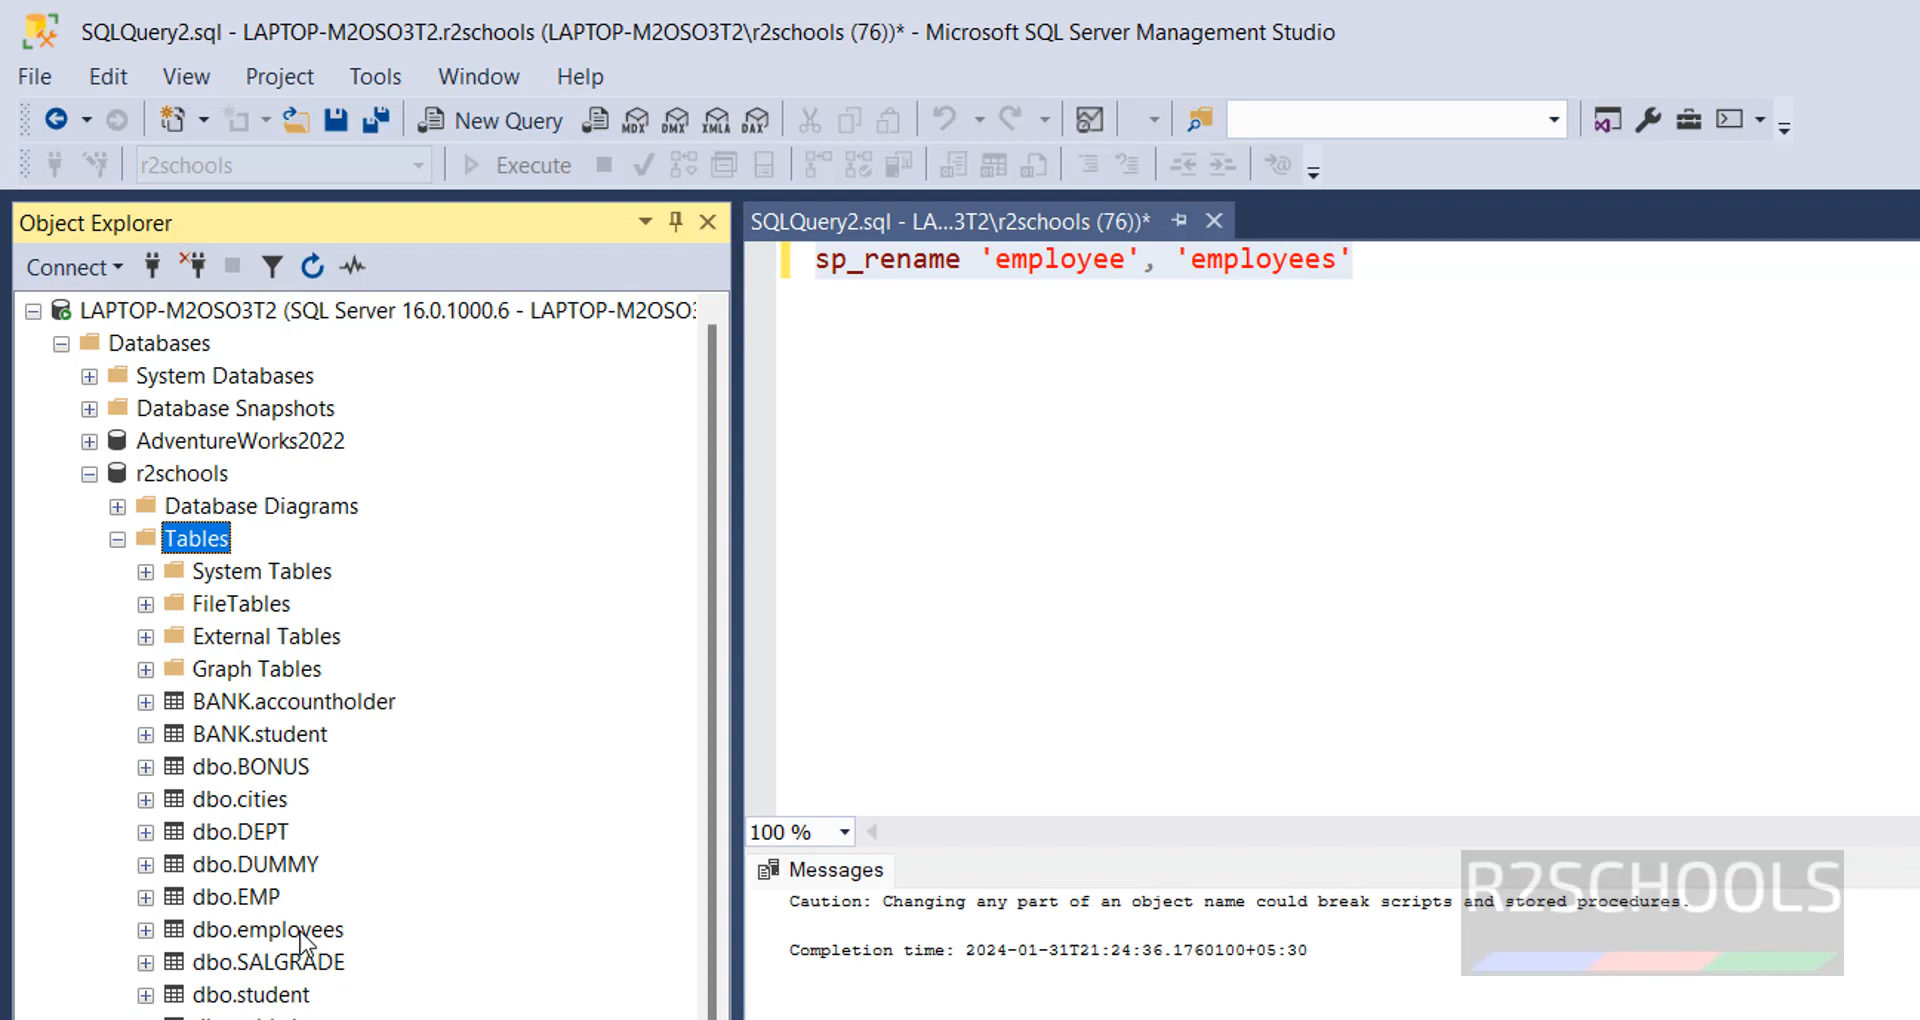 SQLQuery2.sql - LAPTOP-M2OSO3T2.r2schools (LAPTOP-M2OSO3T2\r2schools (76))* - Microsoft SQL Server Management Studio
File Edit View Project Tools Window Help
New Query MDX DMX XMLA DAX
r2schools Execute
Object Explorer
SQLQuery2.sql - LA...3T2\r2schools (76))*
Connect
sp_rename 'employee', 'employees'
LAPTOP-M2OSO3T2 (SQL Server 16.0.1000.6 - LAPTOP-M2OSO3
Databases
System Databases
Database Snapshots
AdventureWorks2022
r2schools
Database Diagrams
Tables
System Tables
FileTables
External Tables
Graph Tables
BANK.accountholder
BANK.student
dbo.BONUS
dbo.cities
dbo.DEPT
dbo.DUMMY
dbo.EMP
dbo.employees
dbo.SALGRADE
dbo.student
100 %
Messages
Caution: Changing any part of an object name could break scripts and stored procedures.
Completion time: 2024-01-31T21:24:36.1760100+05:30
R2SCHOOLS